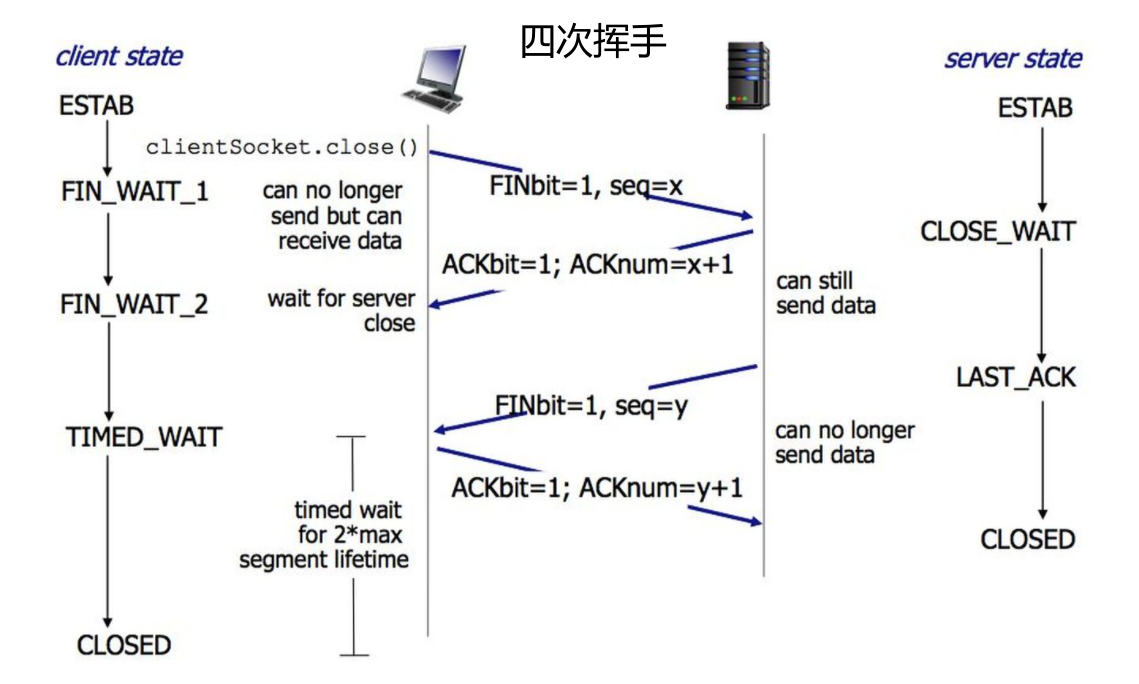 四次挥手
client state
server state
ESTAB
ESTAB
clientSocket.close()
FINbit=1, seq=x
FIN_WAIT_1
can no longer
send but can
receive data
CLOSE_WAIT
ACKbit=1; ACKnum=x+1
can still
send data
FIN_WAIT_2
wait for server
close
LAST_ACK
FINbit=1, seq=y
TIMED_WAIT
can no longer
send data
ACKbit=1; ACKnum=y+1
timed wait
for 2*max
segment lifetime
CLOSED
CLOSED